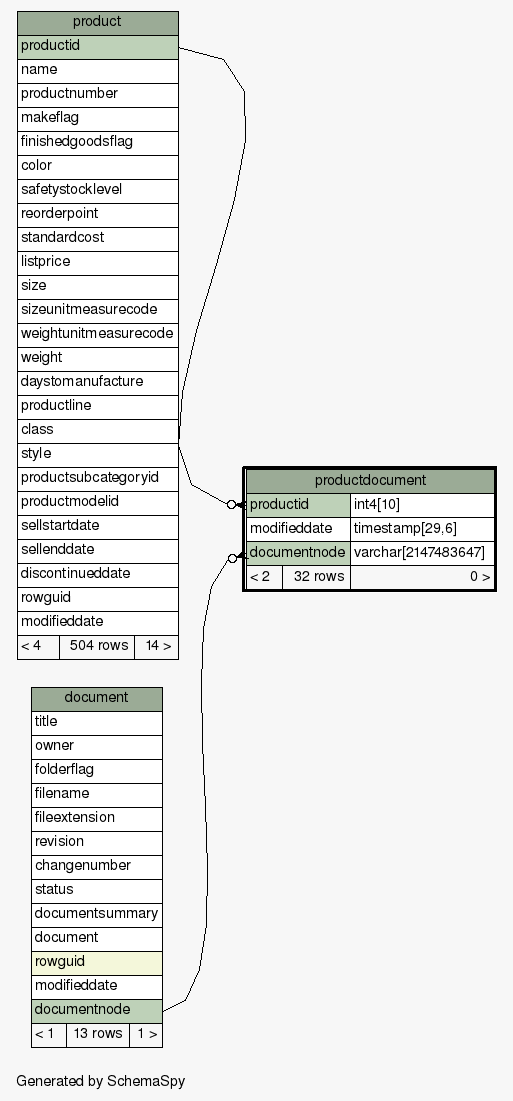 product
productid
name
productnumber
makeflag
finishedgoodsflag
color
safetystocklevel
reorderpoint
standardcost
listprice
size
sizeunitmeasurecode
weightunitmeasurecode
weight
daystomanufacture
productline
class
style
productsubcategoryid
productmodelid
sellstartdate
sellenddate
discontinueddate
rowguid
modifieddate
< 4 504 rows 14 >
productdocument
productid int4[10]
modifieddate timestamp[29,6]
documentnode varchar[2147483647]
< 2 32 rows 0 >
document
title
owner
folderflag
filename
fileextension
revision
changenumber
status
documentsummary
document
rowguid
modifieddate
documentnode
< 1 13 rows 1 >
Generated by SchemaSpy